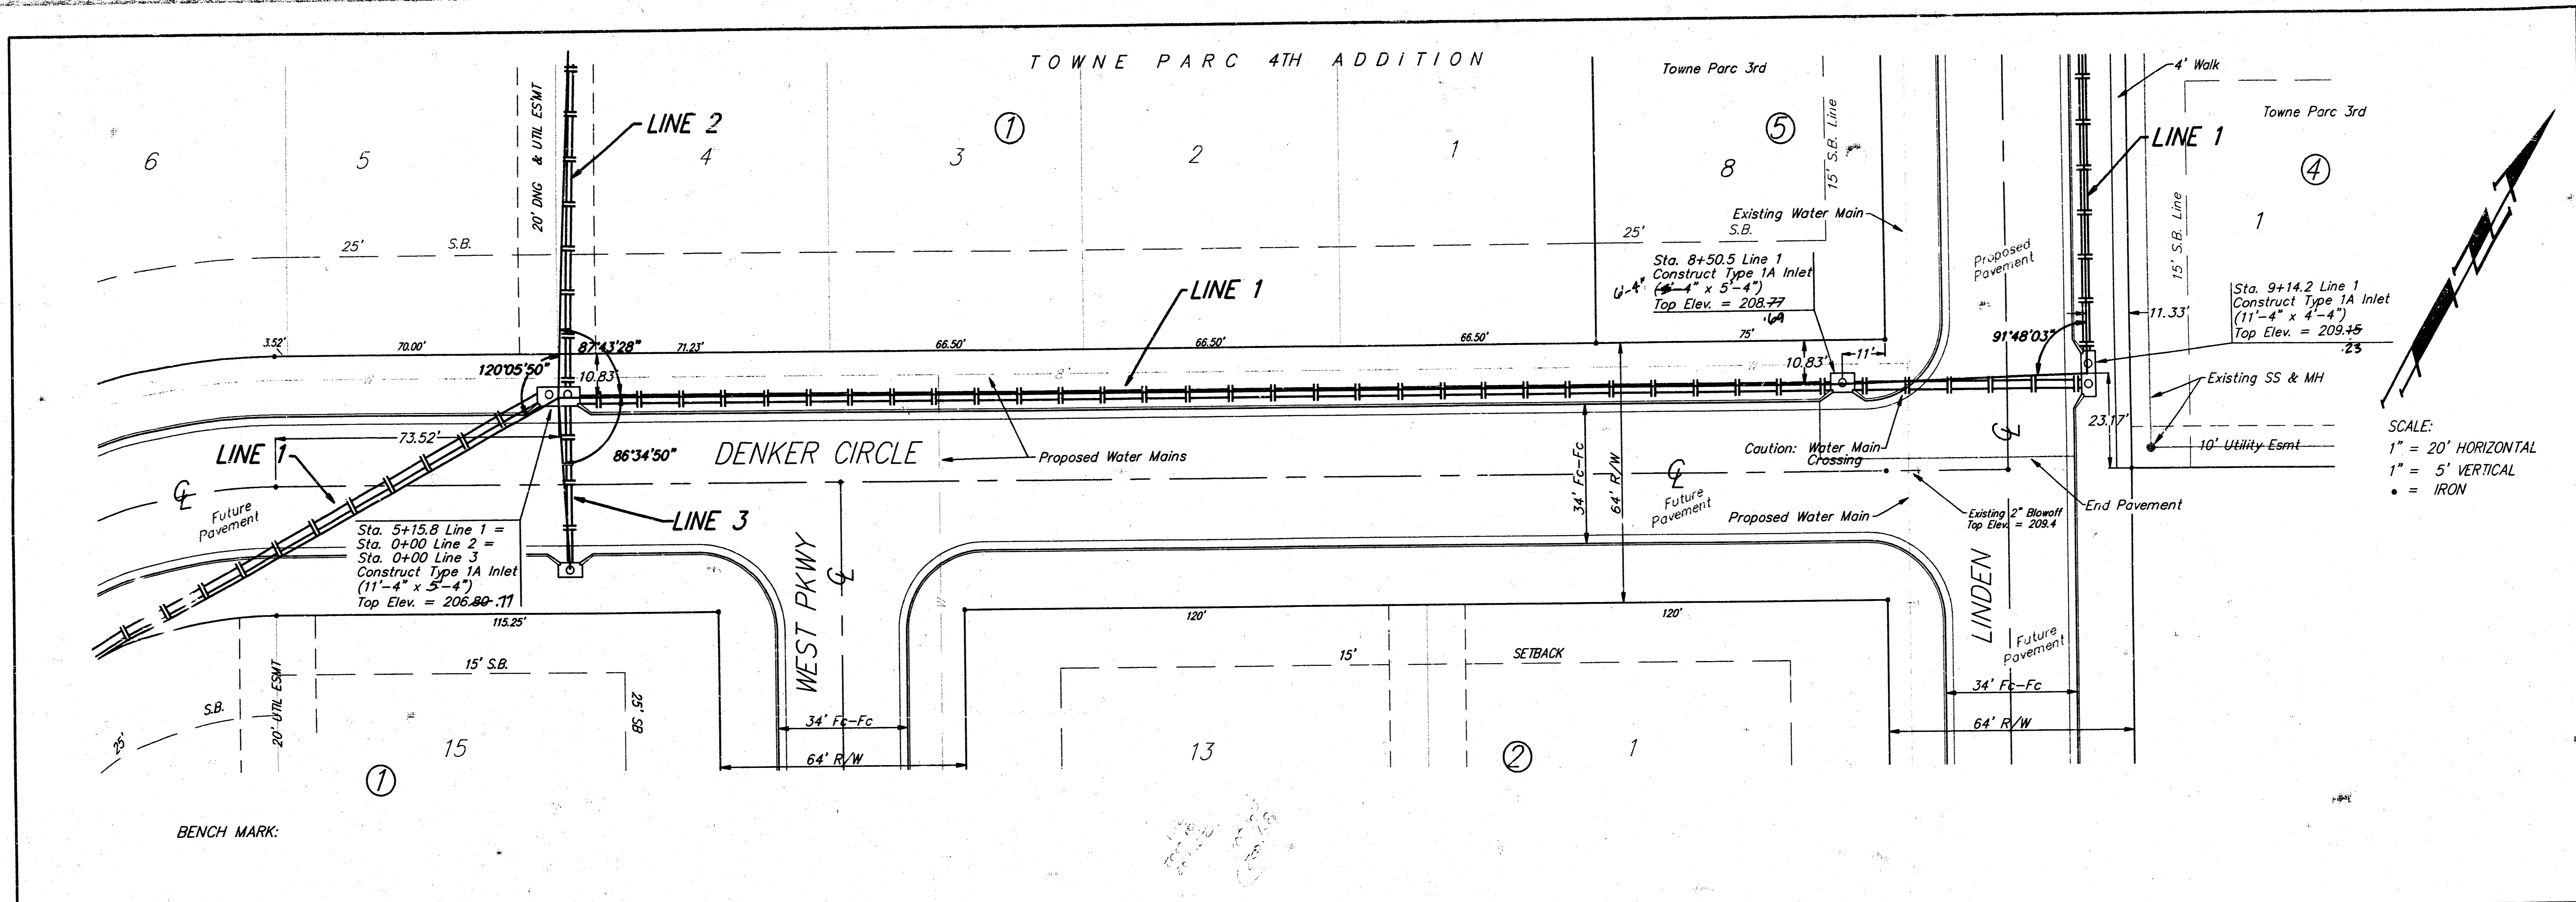 TOWNE PARC 4TH ADDITION
Towne Parc 3rd
4' Walk
Towne Parc 3rd
LINE 2
LINE 1
20' DNG & UTIL ES'MT
6
5
4
3
1
2
1
5
8
15' S.B. Line
4
1
15' S.B. Line
Existing Water Main
25' S.B.
25'
S.B.
Proposed
Pavement
LINE 1
Sta. 8+50.5 Line 1
Construct Type 1A Inlet
6'-4"
-4" x 5'-4")
Top Elev. = 208.77
.69
Sta. 9+14.2 Line 1
Construct Type 1A Inlet
(11'-4" x 4'-4")
Top Elev. = 209.15
.23
11.33'
91°48'03"
3.52'
70.00'
87°43'28"
71.23'
66.50'
66.50'
66.50'
75'
120°05'50"
10.83'
10.83'
11'
W
8"
W
Existing SS & MH
23.17'
10' Utility Esmt
73.52'
LINE 1
86°34'50"
DENKER CIRCLE
Proposed Water Mains
Caution: Water Main
Crossing
34' Fc-Fc
64' R/W
SCALE:
1" = 20' HORIZONTAL
1" = 5' VERTICAL
• = IRON
℄
Future
Pavement
℄
Future
Pavement
℄
LINE 3
Proposed Water Main
Existing 2" Blowoff
Top Elev. = 209.4
End Pavement
Sta. 5+15.8 Line 1 =
Sta. 0+00 Line 2 =
Sta. 0+00 Line 3
Construct Type 1A Inlet
(11'-4" x 5'-4")
Top Elev. = 206.80 .77
WEST PKWY
℄
W
LINDEN
115.25'
120'
120'
Future
Pavement
15' S.B.
15'
SETBACK
20' UTIL ESMT
S.B.
25'
25' SB
34' Fc-Fc
34' Fc-Fc
64' R/W
64' R/W
15
1
13
2
1
BENCH MARK: